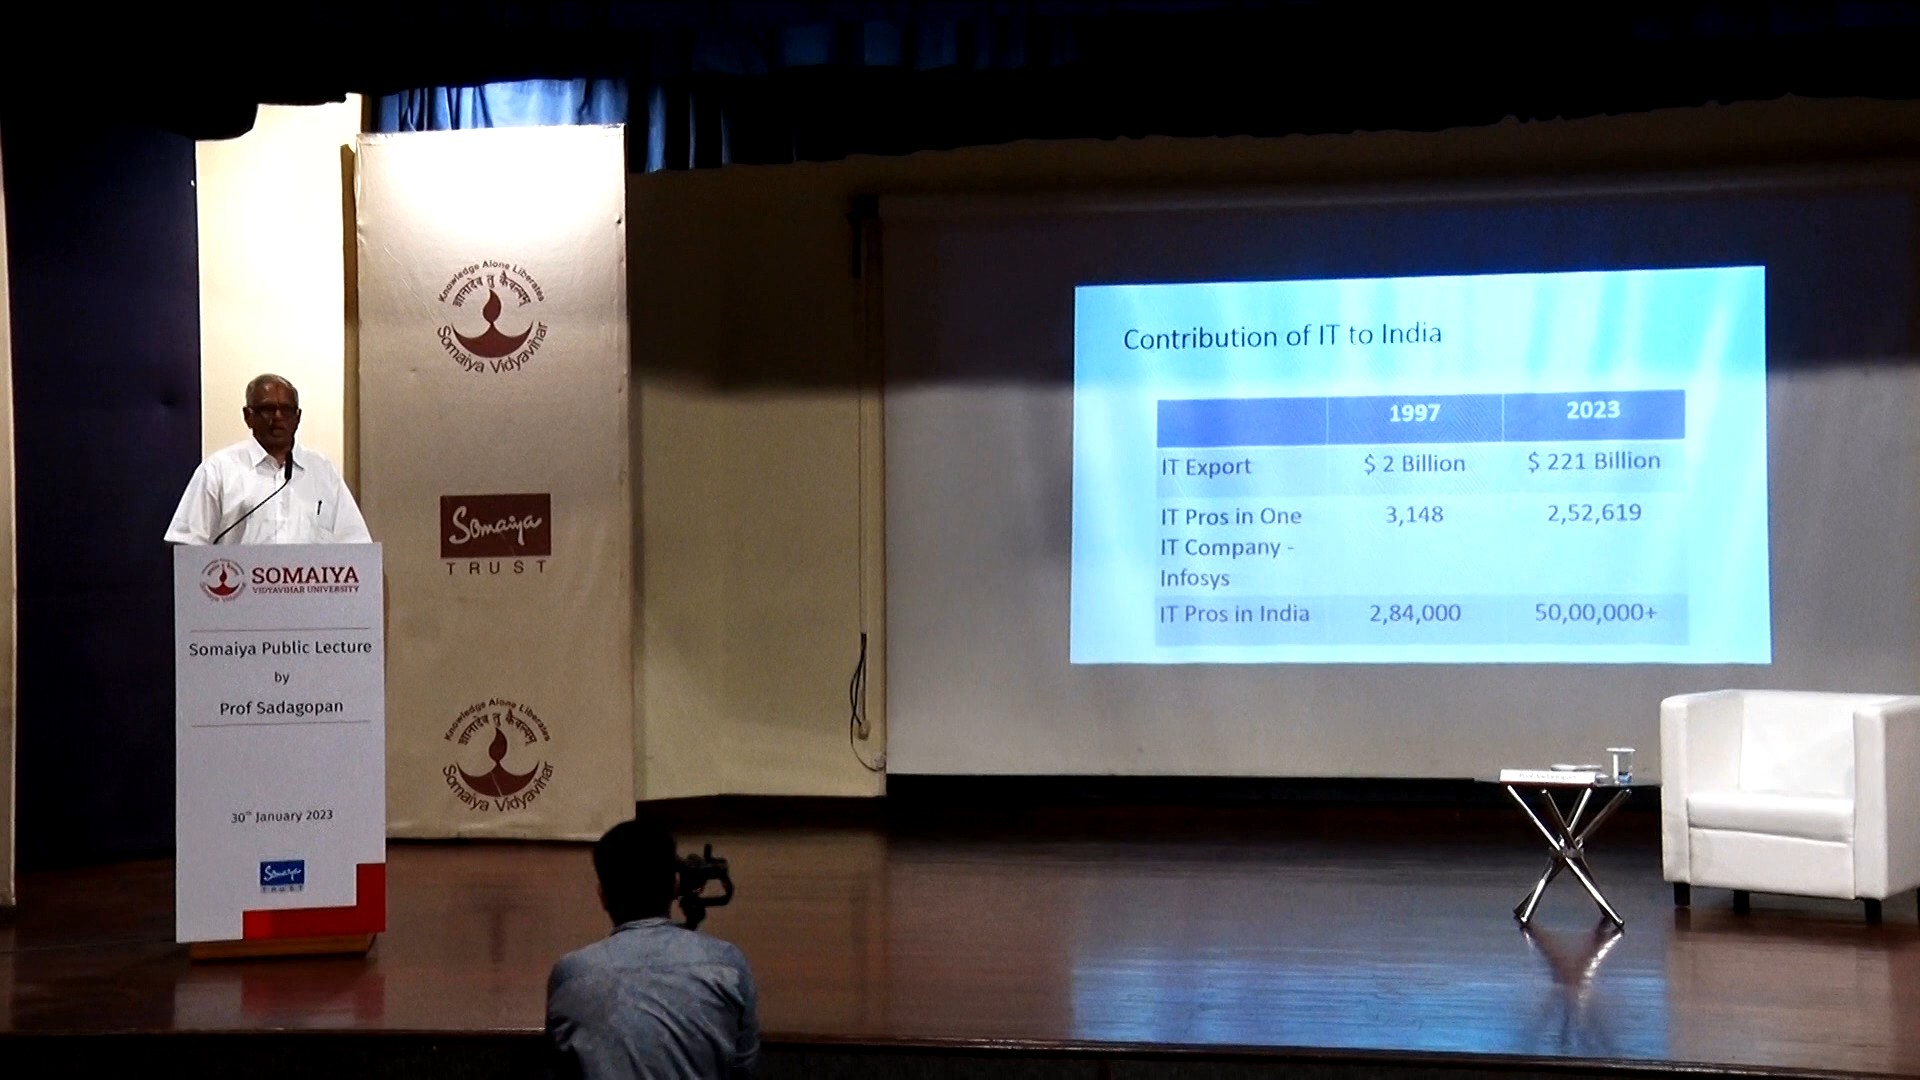 Knowledge Alone Liberates
ज्ञानादेव तु कैवल्यम्
Somaiya Vidyavihar
Somaiya
TRUST
Knowledge Alone Liberates
ज्ञानादेव तु कैवल्यम्
Somaiya Vidyavihar
SOMAIYA
VIDYAVIHAR UNIVERSITY
Somaiya Public Lecture
by
Prof Sadagopan
30th January 2023
Somaiya
TRUST
Contribution of IT to India
1997 2023
IT Export $ 2 Billion $ 221 Billion
IT Pros in One 3,148 2,52,619
IT Company -
Infosys
IT Pros in India 2,84,000 50,00,000+